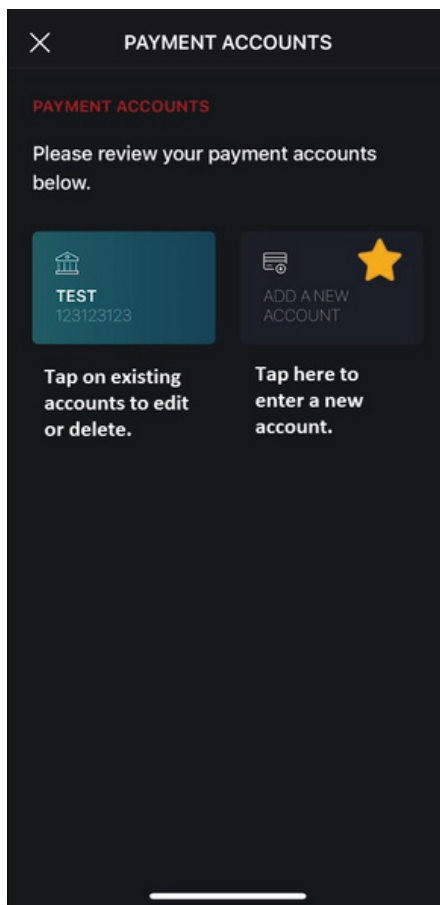 PAYMENT ACCOUNTS
PAYMENT ACCOUNTS
Please review your payment accounts
below.
TEST
123123123
ADD A NEW
ACCOUNT
Tap on existing
accounts to edit
or delete.
Tap here to
enter a new
account.